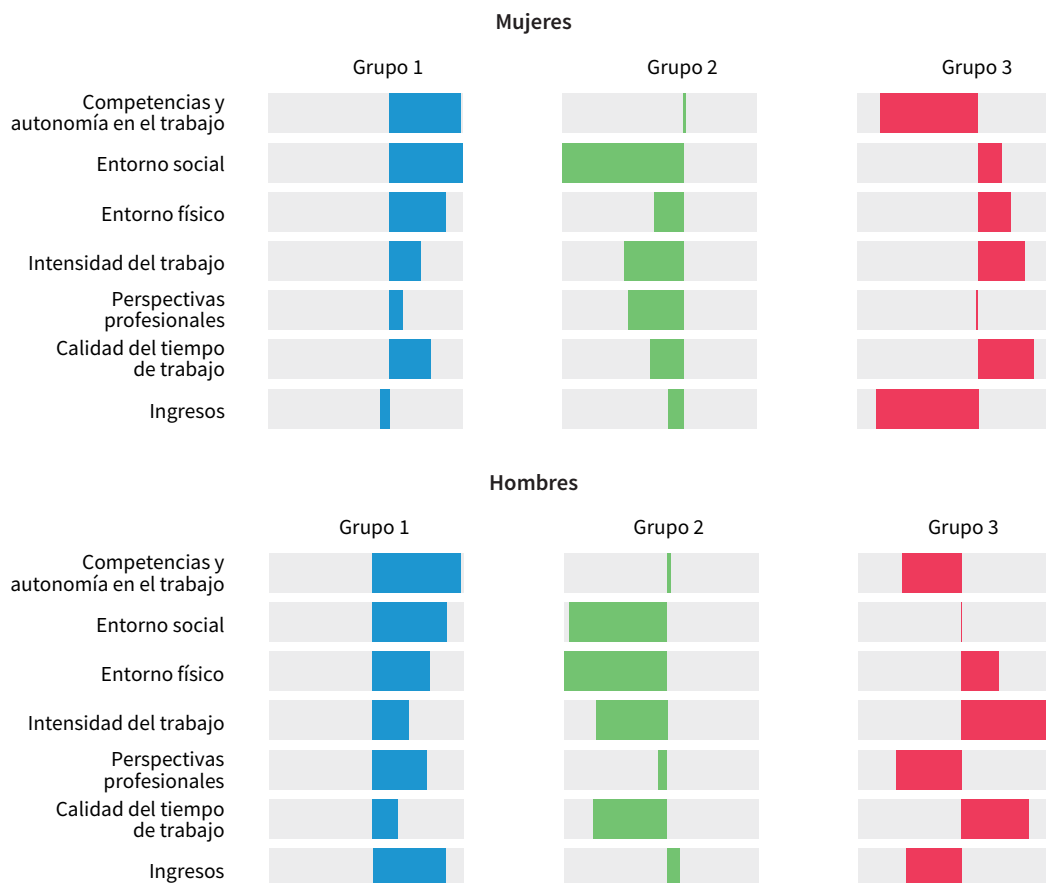 Mujeres
Grupo 1
Grupo 2
Grupo 3
Competencias y
autonomía en el trabajo
Entorno social
Entorno físico
Intensidad del trabajo
Perspectivas
profesionales
Calidad del tiempo
de trabajo
Ingresos
Hombres
Grupo 1
Grupo 2
Grupo 3
Competencias y
autonomía en el trabajo
Entorno social
Entorno físico
Intensidad del trabajo
Perspectivas
profesionales
Calidad del tiempo
de trabajo
Ingresos